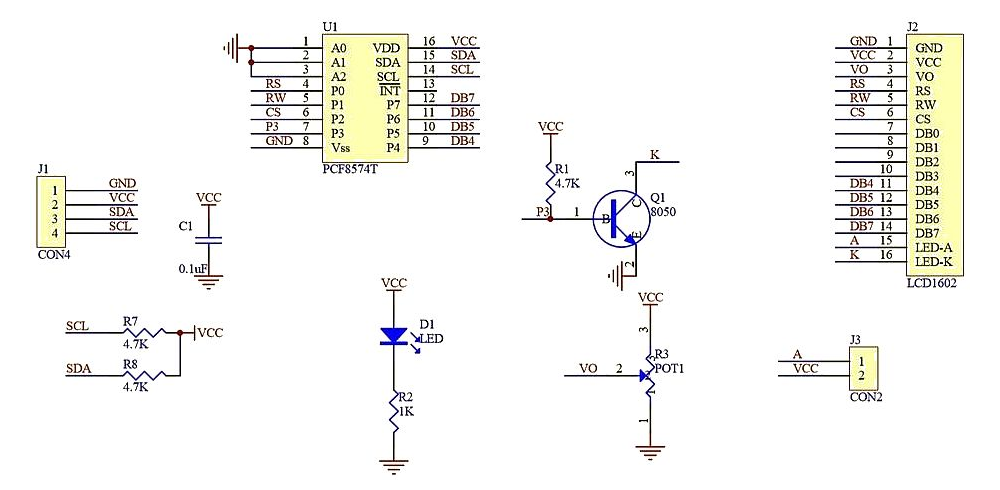 U1
1 A0 VDD 16 VCC
2 A1 SDA 15 SDA
3 A2 SCL 14 SCL
RS 4 P0 INT 13
RW 5 P1 P7 12 DB7
CS 6 P2 P6 11 DB6
P3 7 P3 P5 10 DB5
GND 8 Vss P4 9 DB4
PCF8574T
J2
GND 1 GND
VCC 2 VCC
VO 3 VO
RS 4 RS
RW 5 RW
CS 6 CS
7 DB0
8 DB1
9 DB2
10 DB3
DB4 11 DB4
DB5 12 DB5
DB6 13 DB6
DB7 14 DB7
A 15 LED-A
K 16 LED-K
LCD1602
J1
1 GND
2 VCC
3 SDA
4 SCL
CON4
VCC
C1
0.1uF
VCC
R1
4.7K
P3 1 B
C 3 K
E 2
Q1
8050
SCL R7
4.7K
VCC
SDA R8
4.7K
VCC
D1
LED
R2
1K
VCC
3
3
R3
POT1
VO 2 2
1
1
J3
A 1
VCC 2
CON2